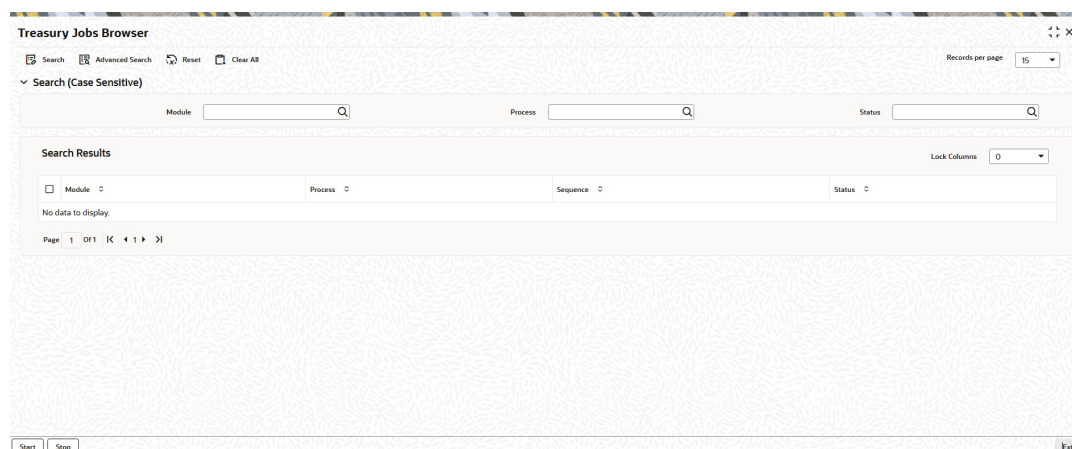 Treasury Jobs Browser
Search Advanced Search Reset Clear All Records per page 15
Search (Case Sensitive)
Module Process Status
Search Results Lock Columns 0
Module Process Sequence Status
No data to display.
Page 1 Of 1 1
Start Stop Exi